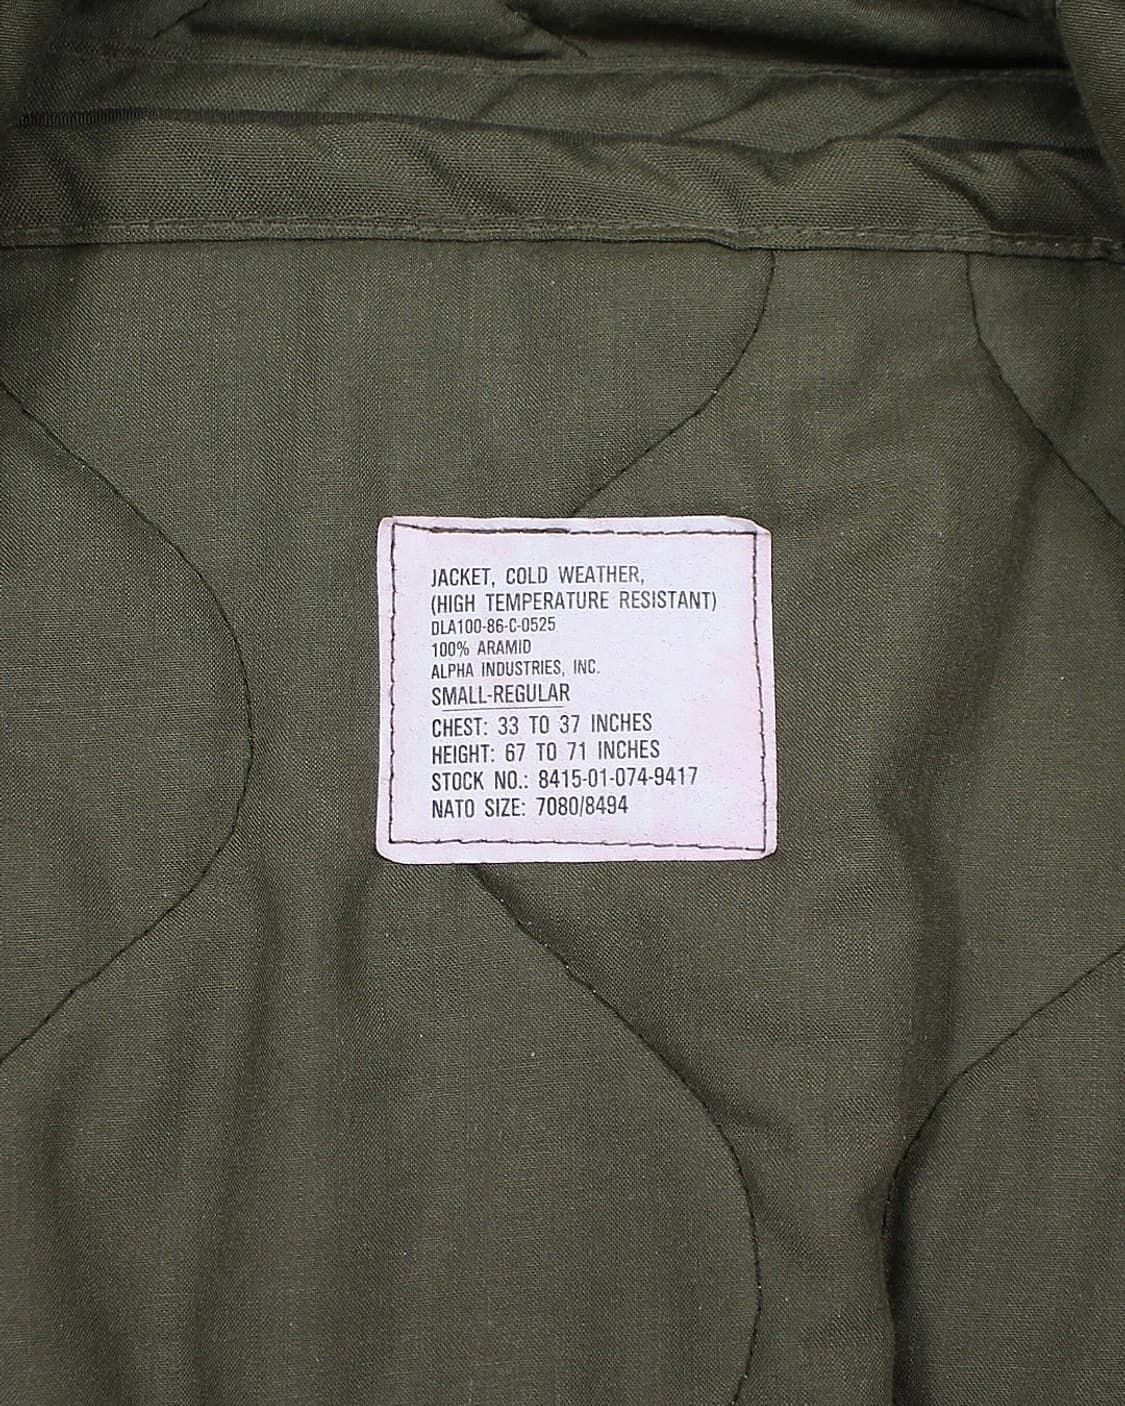 JACKET, COLD WEATHER,
(HIGH TEMPERATURE RESISTANT)
DLA100-86-C-0525
100% ARAMID
ALPHA INDUSTRIES, INC.
SMALL-REGULAR
CHEST: 33 TO 37 INCHES
HEIGHT: 67 TO 71 INCHES
STOCK NO.: 8415-01-074-9417
NATO SIZE: 7080/8494